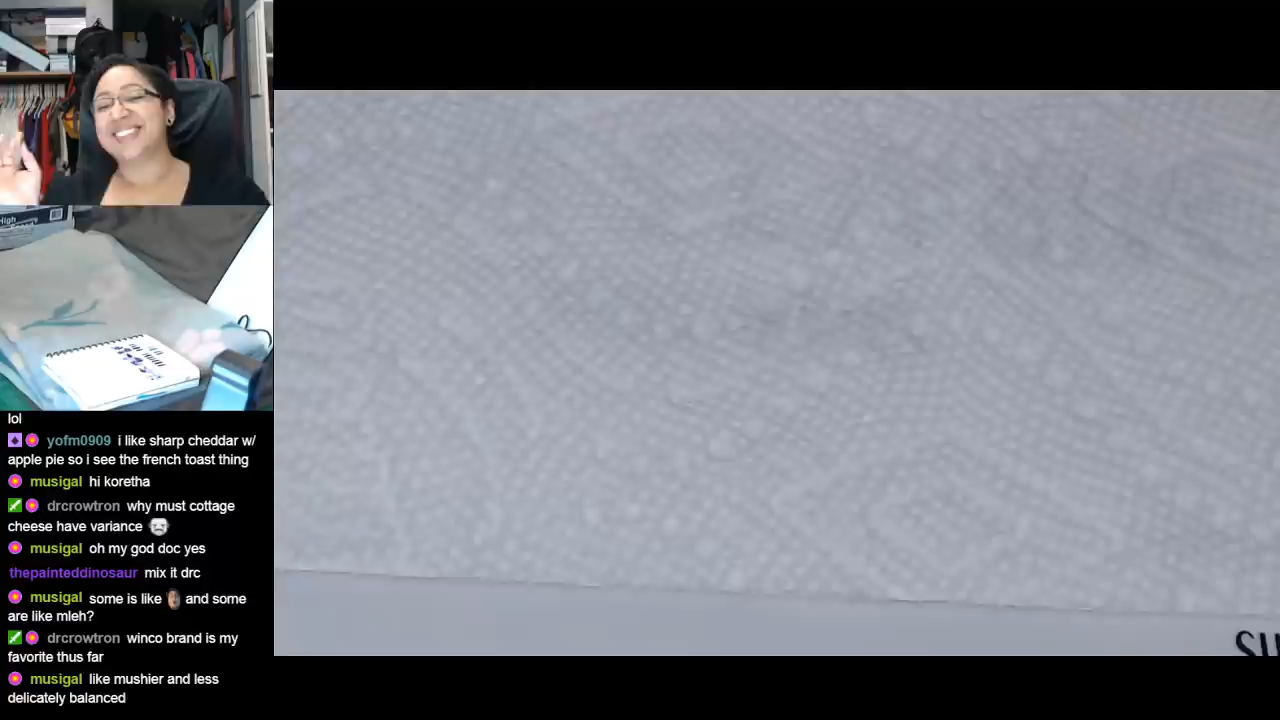 High
lol
yofm0909 i like sharp cheddar w/
apple pie so i see the french toast thing
musigal hi koretha
drcrowtron why must cottage
cheese have variance
musigal oh my god doc yes
thepainteddinosaur mix it drc
musigal some is like and some
are like mleh?
drcrowtron winco brand is my
favorite thus far
musigal like mushier and less
delicately balanced
SU